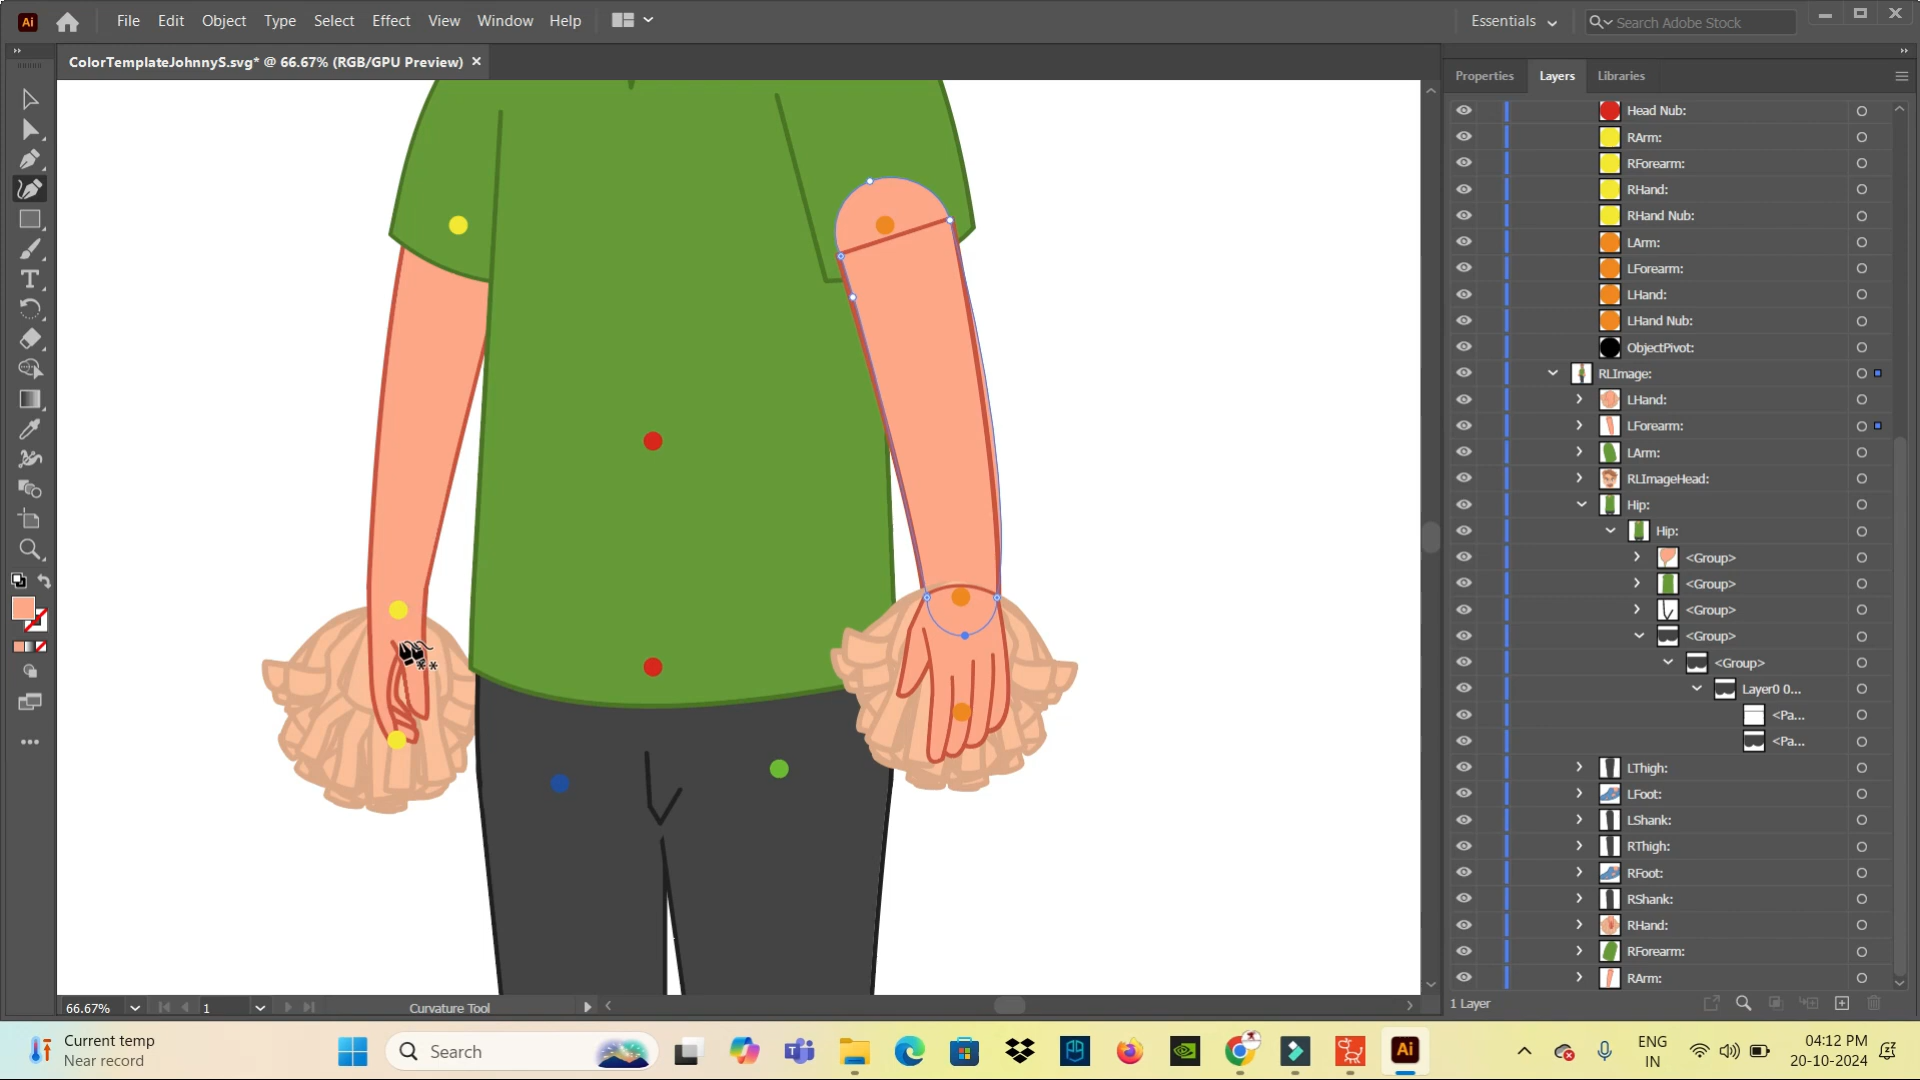 Ai File Edit Object Type Select Effect View Window Help Essentials Search Adobe Stock
ColorTemplateJohnnyS.svg* @ 66.67% (RGB/GPU Preview) ×
Properties Layers Libraries
Head Nub:
RArm:
RForearm:
RHand:
RHand Nub:
LArm:
LForearm:
LHand:
LHand Nub:
ObjectPivot:
RLImage:
LHand:
LForearm:
LArm:
RLImageHead:
Hip:
Hip:
<Group>
<Group>
<Group>
<Group>
<Group>
Layer0 0...
<Pa...
<Pa...
LThigh:
LFoot:
LShank:
RThigh:
RFoot:
RShank:
RHand:
RForearm:
RArm:
66.67% 1 Curvature Tool
1 Layer
Current temp
Near record
Search
Ai
ENG
IN
04:12 PM
20-10-2024